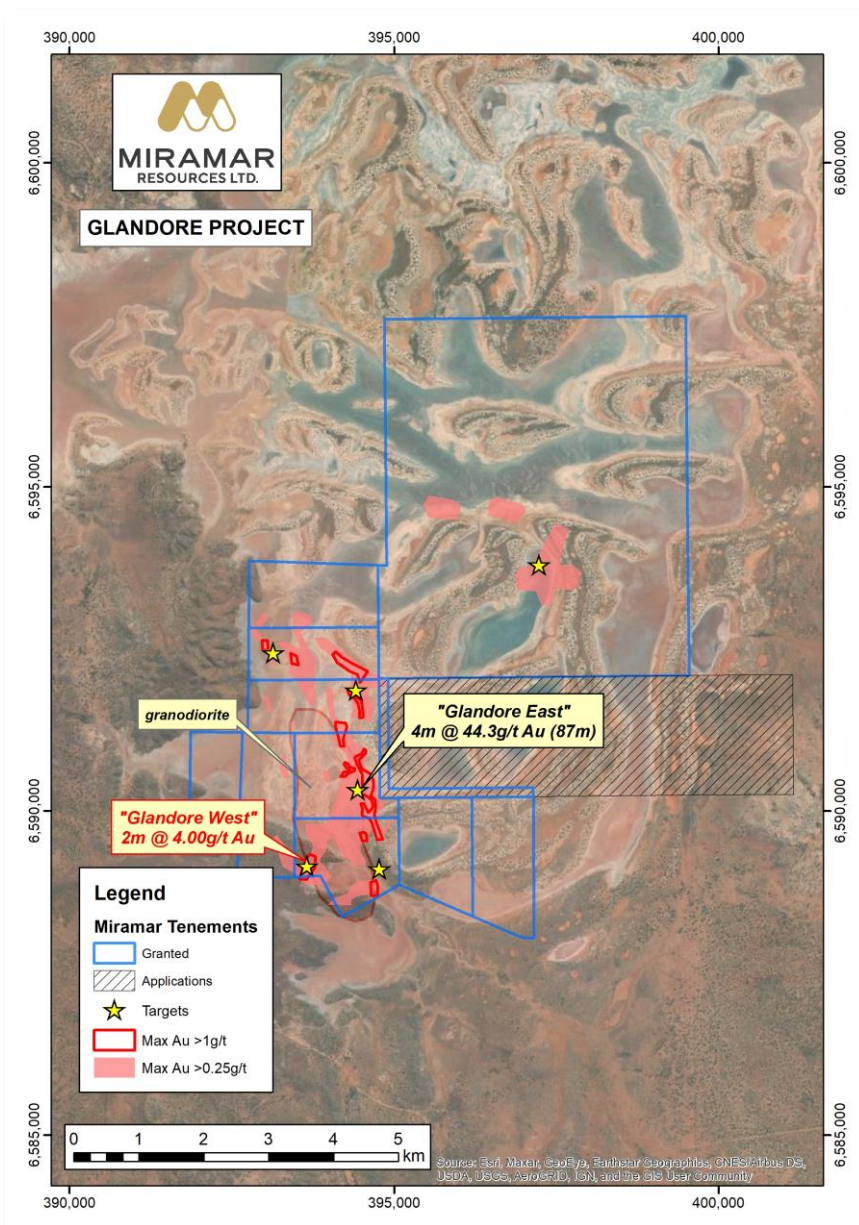 390,000
395,000
400,000
6,600,000
6,600,000
MIRAMAR
RESOURCES LTD.
GLANDORE PROJECT
6,595,000
6,595,000
granodiorite
"Glandore East"
4m @ 44.3g/t Au (87m)
6,590,000
6,590,000
"Glandore West"
2m @ 4.00g/t Au
Legend
Miramar Tenements
Granted
Applications
Targets
Max Au >1g/t
Max Au >0.25g/t
6,585,000
6,585,000
0 1 2 3 4 5
km
Source: Esri, Maxar, GeoEye, Earthstar Geographics, CNES/Airbus DS,
USDA, USGS, AeroGRID, IGN, and the GIS User Community
390,000
395,000
400,000